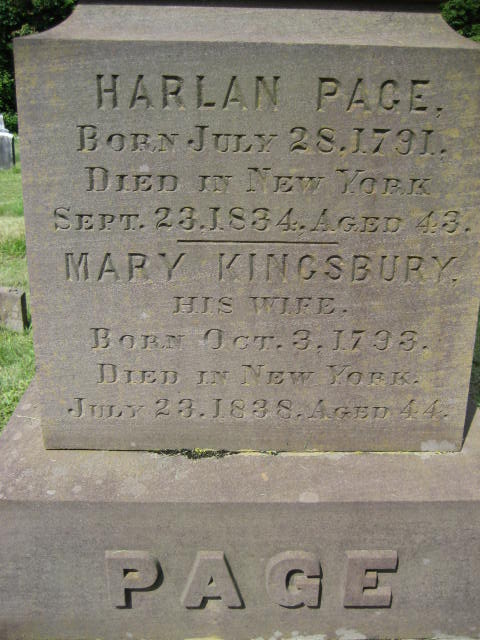 HARLAN PAGE,
BORN JULY 28.1791.
DIED IN NEW YORK
SEPT. 23.1834. AGED 43.
MARY KINGSBURY,
HIS WIFE.
BORN OCT. 3. 1793.
DIED IN NEW YORK.
JULY 23.1838. AGED 44.
PAGE